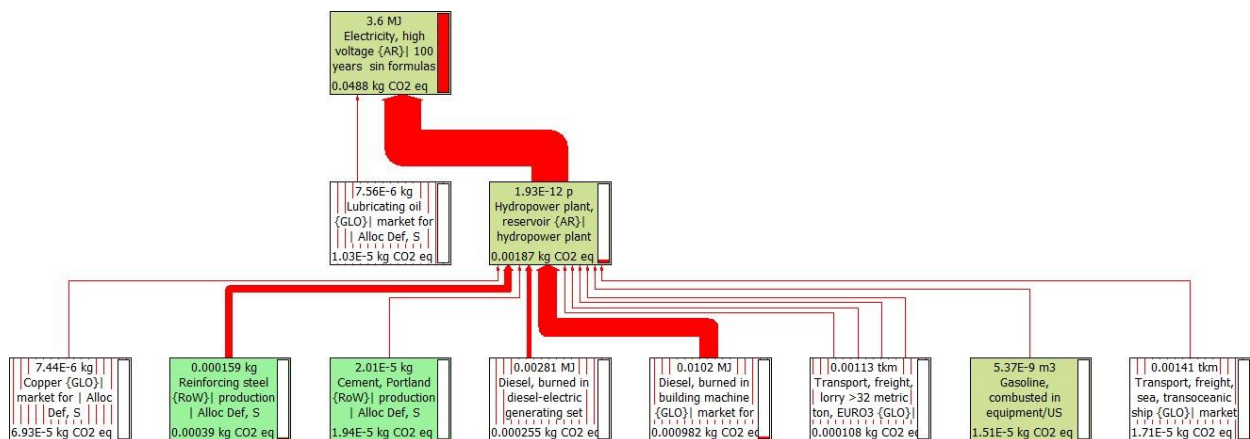 3.6 MJ
Electricity, high
voltage {AR}| 100
years sin formulas
0.0488 kg CO2 eq
7.56E-6 kg
Lubricating oil
{GLO}| market for
| Alloc Def, S
1.03E-5 kg CO2 eq
1.93E-12 p
Hydropower plant,
reservoir {AR}|
hydropower plant
0.00187 kg CO2 eq
7.44E-6 kg
Copper {GLO}|
market for | Alloc
Def, S
6.93E-5 kg CO2 eq
0.000159 kg
Reinforcing steel
{RoW}| production
| Alloc Def, S
0.00039 kg CO2 eq
2.01E-5 kg
Cement, Portland
{RoW}| production
| Alloc Def, S
1.94E-5 kg CO2 eq
0.00281 MJ
Diesel, burned in
diesel-electric
generating set
0.000255 kg CO2 eq
0.0102 MJ
Diesel, burned in
building machine
{GLO}| market for
0.000982 kg CO2 eq
0.00113 tkm
Transport, freight,
lorry >32 metric
ton, EURO3 {GLO}|
0.000108 kg CO2 eq
5.37E-9 m3
Gasoline,
combusted in
equipment/US
1.51E-5 kg CO2 eq
0.00141 tkm
Transport, freight,
sea, transoceanic
ship {GLO}| market
1.71E-5 kg CO2 eq